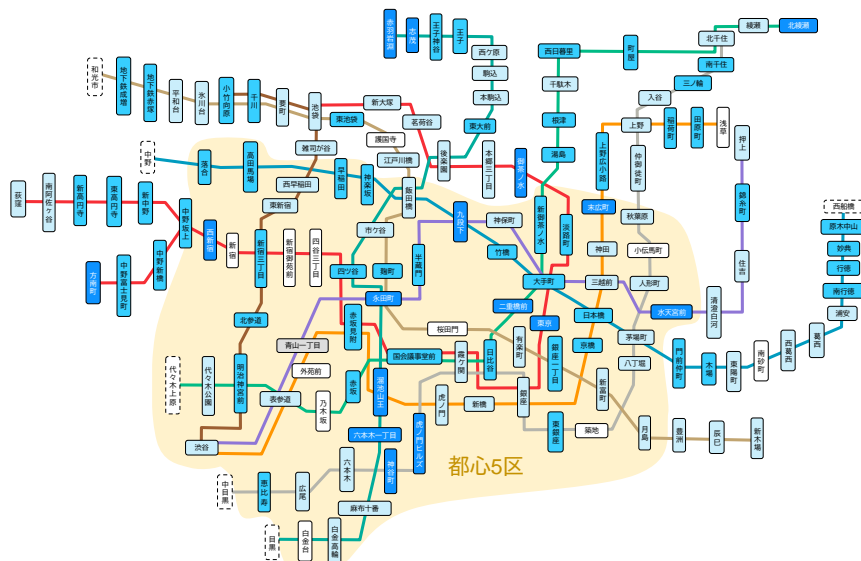 赤羽岩淵
志茂
王子神谷
王子
西ケ原
駒込
本駒込
東大前
西日暮里
町屋
綾瀬
北綾瀬
北千住
南千住
三ノ輪
入谷
千駄木
根津
湯島
上野
稲荷町
田原町
浅草
押上
錦糸町
住吉
清澄白河
和光市
地下鉄成増
地下鉄赤塚
平和台
氷川台
小竹向原
千川
要町
池袋
東池袋
新大塚
茗荷谷
護国寺
江戸川橋
後楽園
本郷三丁目
御茶ノ水
上野広小路
仲御徒町
末広町
秋葉原
神田
小伝馬町
人形町
三越前
水天宮前
中野
落合
高田馬場
雑司が谷
西早稲田
早稲田
神楽坂
飯田橋
東新宿
市ケ谷
九段下
神保町
新御茶ノ水
淡路町
竹橋
大手町
半蔵門
麹町
四ツ谷
永田町
荻窪
南阿佐ケ谷
新高円寺
東高円寺
新中野
中野坂上
西新宿
新宿
新宿三丁目
新宿御苑前
四谷三丁目
方南町
中野富士見町
中野新橋
北参道
赤坂見附
青山一丁目
外苑前
代々木上原
代々木公園
明治神宮前
表参道
乃木坂
赤坂
国会議事堂前
溜池山王
霞ケ関
桜田門
日比谷
二重橋前
東京
有楽町
銀座一丁目
京橋
日本橋
茅場町
八丁堀
新富町
銀座
東銀座
築地
新橋
虎ノ門
虎ノ門ヒルズ
六本木一丁目
神谷町
六本木
渋谷
中目黒
恵比寿
広尾
麻布十番
目黒
白金台
白金高輪
都心5区
月島
豊洲
辰巳
新木場
門前仲町
木場
東陽町
南砂町
西葛西
葛西
浦安
南行徳
行徳
妙典
原木中山
西船橋